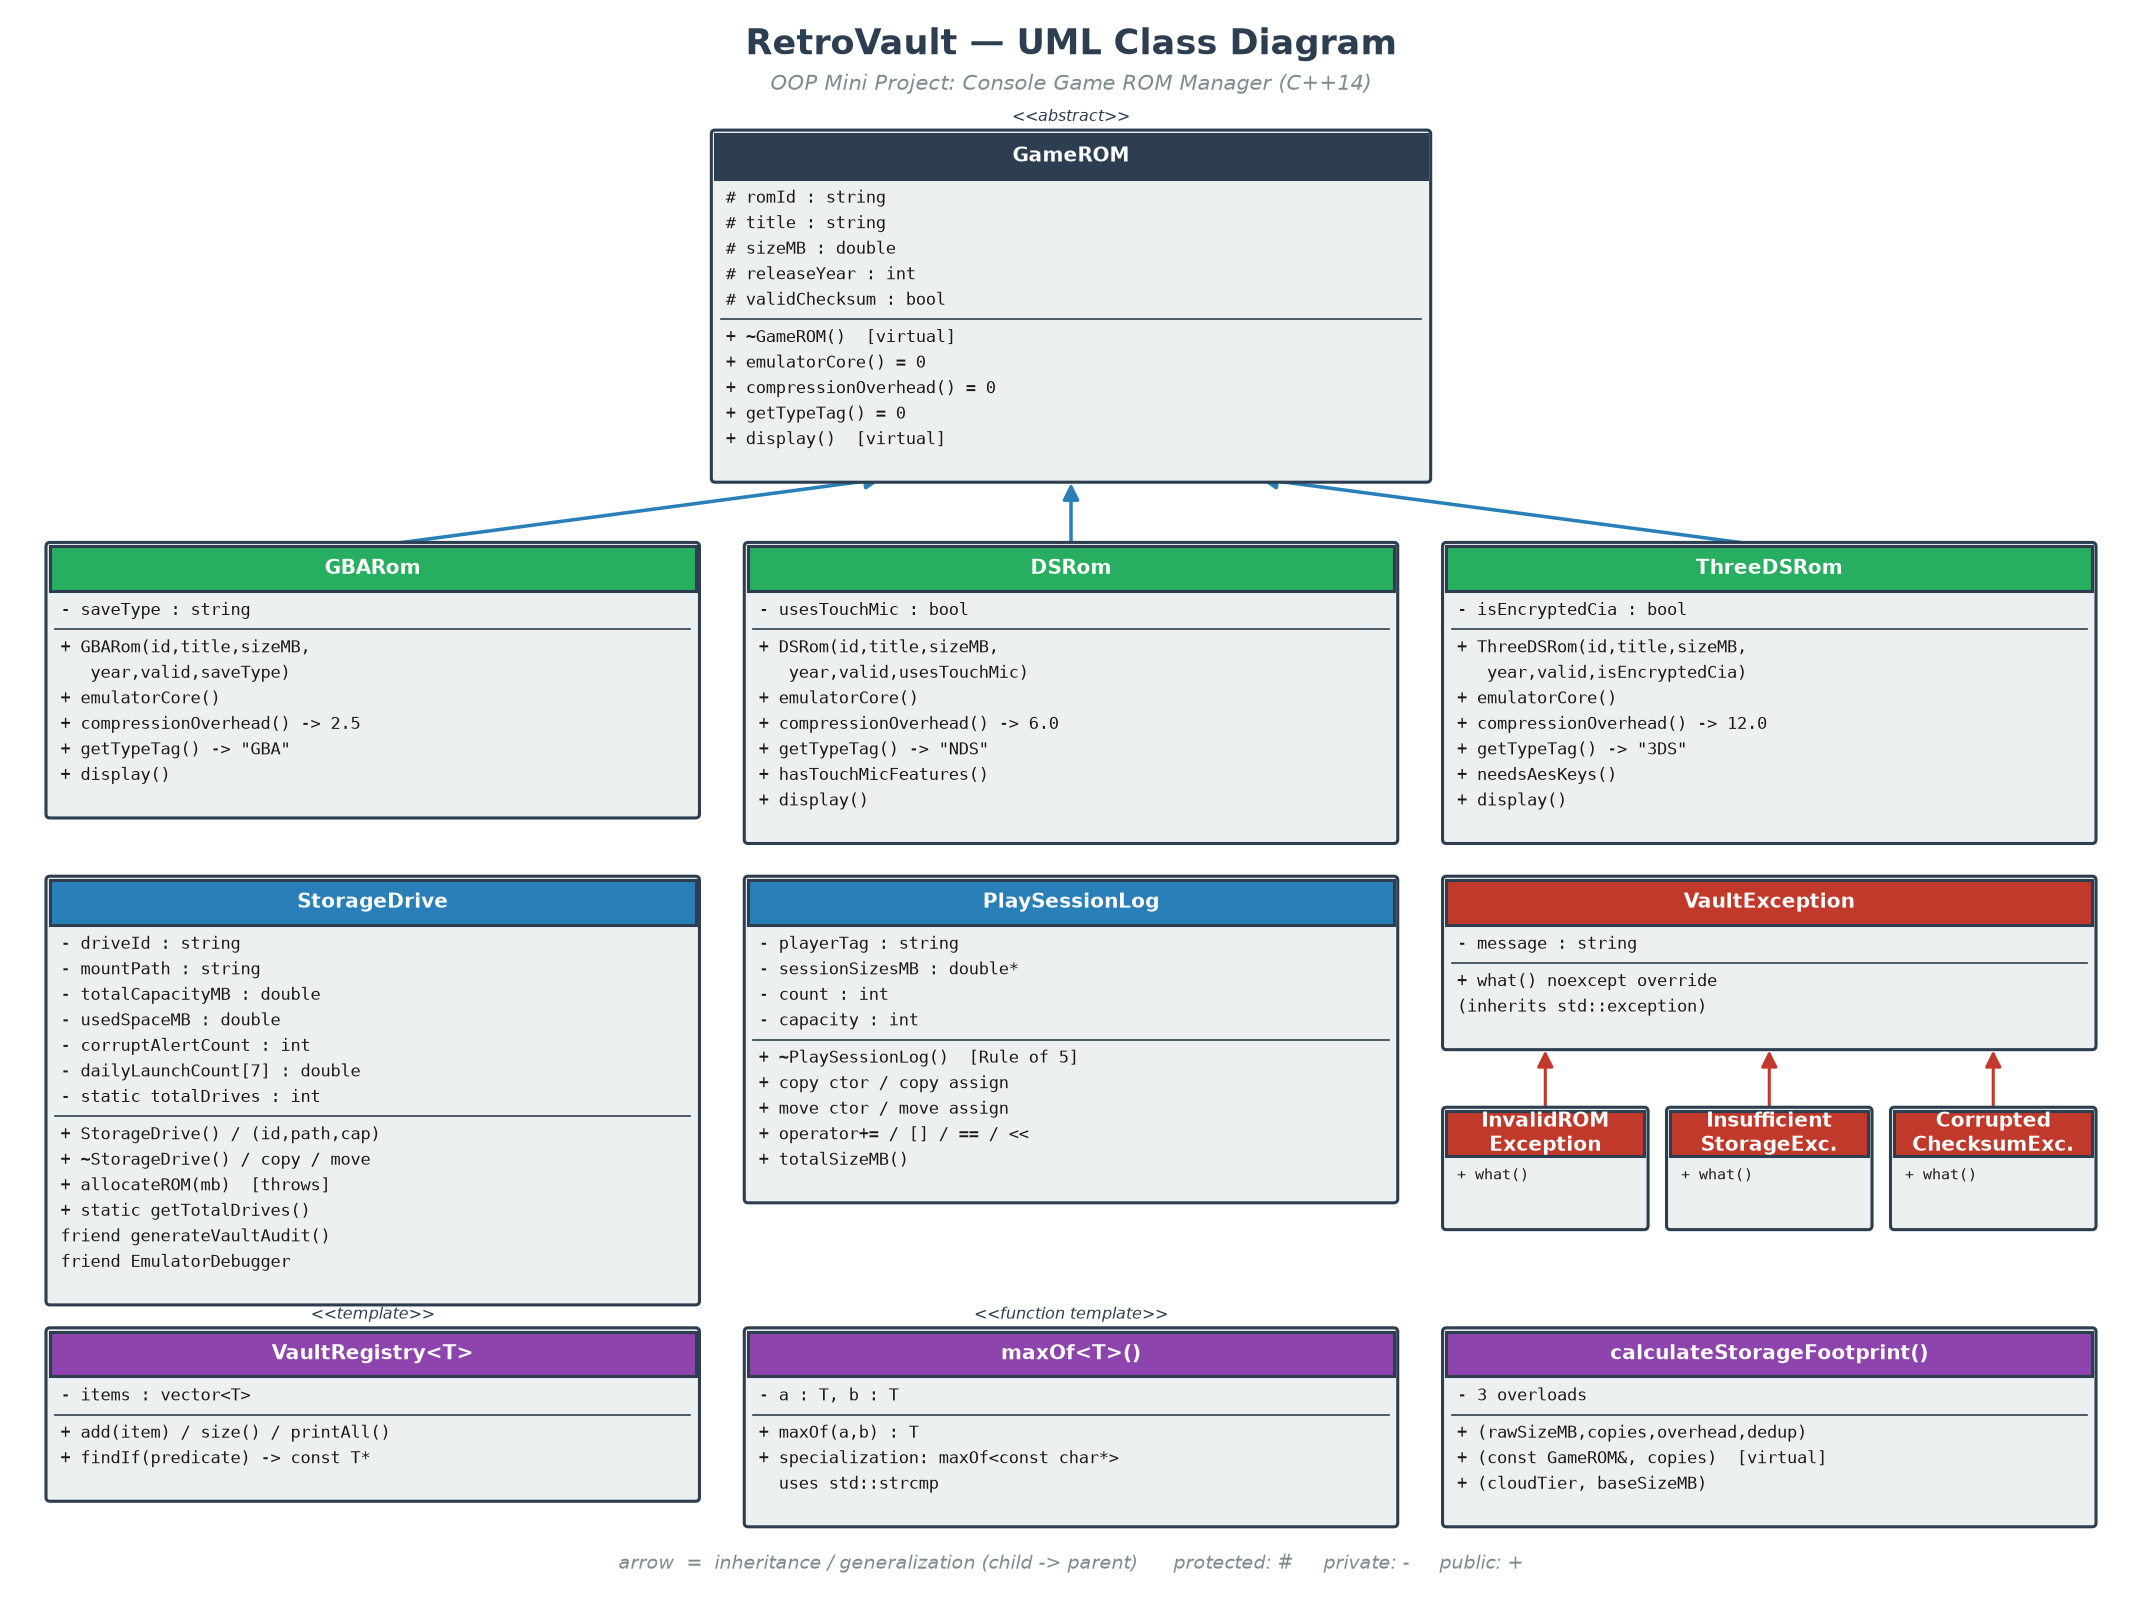 RetroVault — UML Class Diagram
OOP Mini Project: Console Game ROM Manager (C++14)
<<abstract>>
GameROM
# romId : string
# title : string
# sizeMB : double
# releaseYear : int
# validChecksum : bool
+ ~GameROM()  [virtual]
+ emulatorCore() = 0
+ compressionOverhead() = 0
+ getTypeTag() = 0
+ display()  [virtual]
GBARom
- saveType : string
+ GBARom(id,title,sizeMB,
year,valid,saveType)
+ emulatorCore()
+ compressionOverhead() -> 2.5
+ getTypeTag() -> "GBA"
+ display()
DSRom
- usesTouchMic : bool
+ DSRom(id,title,sizeMB,
year,valid,usesTouchMic)
+ emulatorCore()
+ compressionOverhead() -> 6.0
+ getTypeTag() -> "NDS"
+ hasTouchMicFeatures()
+ display()
ThreeDSRom
- isEncryptedCia : bool
+ ThreeDSRom(id,title,sizeMB,
year,valid,isEncryptedCia)
+ emulatorCore()
+ compressionOverhead() -> 12.0
+ getTypeTag() -> "3DS"
+ needsAesKeys()
+ display()
StorageDrive
- driveId : string
- mountPath : string
- totalCapacityMB : double
- usedSpaceMB : double
- corruptAlertCount : int
- dailyLaunchCount[7] : double
- static totalDrives : int
+ StorageDrive() / (id,path,cap)
+ ~StorageDrive() / copy / move
+ allocateROM(mb)  [throws]
+ static getTotalDrives()
friend generateVaultAudit()
friend EmulatorDebugger
PlaySessionLog
- playerTag : string
- sessionSizesMB : double*
- count : int
- capacity : int
+ ~PlaySessionLog()  [Rule of 5]
+ copy ctor / copy assign
+ move ctor / move assign
+ operator+= / [] / == / <<
+ totalSizeMB()
VaultException
- message : string
+ what() noexcept override
(inherits std::exception)
InvalidROM
Exception
+ what()
Insufficient
StorageExc.
+ what()
Corrupted
ChecksumExc.
+ what()
<<template>>
VaultRegistry<T>
- items : vector<T>
+ add(item) / size() / printAll()
+ findIf(predicate) -> const T*
<<function template>>
maxOf<T>()
- a : T, b : T
+ maxOf(a,b) : T
+ specialization: maxOf<const char*>
uses std::strcmp
calculateStorageFootprint()
- 3 overloads
+ (rawSizeMB,copies,overhead,dedup)
+ (const GameROM&, copies)  [virtual]
+ (cloudTier, baseSizeMB)
arrow  =  inheritance / generalization (child -> parent)      protected: #     private: -     public: +